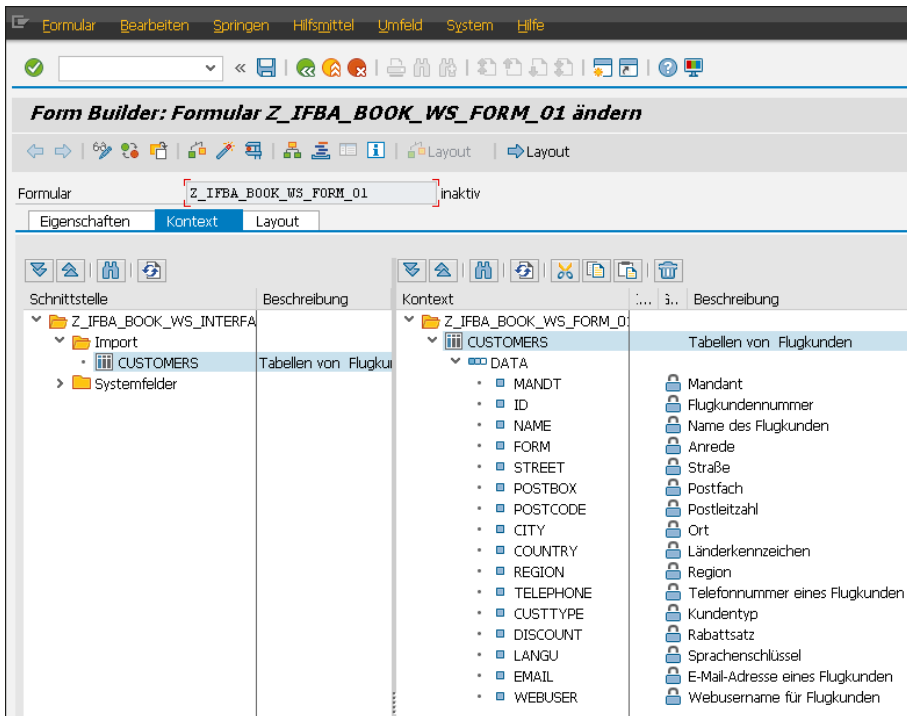 Formular Bearbeiten Springen Hilfsmittel Umfeld System Hilfe
Form Builder: Formular Z_IFBA_BOOK_WS_FORM_01 ändern
Layout Layout
Formular Z_IFBA_BOOK_WS_FORM_01 inaktiv
Eigenschaften Kontext Layout
Schnittstelle Beschreibung Kontext Beschreibung
Z_IFBA_BOOK_WS_INTERFA Z_IFBA_BOOK_WS_FORM_0
Import CUSTOMERS Tabellen von Flugkunden
CUSTOMERS Tabellen von Flugku DATA
Systemfelder MANDT Mandant
ID Flugkundennummer
NAME Name des Flugkunden
FORM Anrede
STREET Straße
POSTBOX Postfach
POSTCODE Postleitzahl
CITY Ort
COUNTRY Länderkennzeichen
REGION Region
TELEPHONE Telefonnummer eines Flugkunden
CUSTTYPE Kundentyp
DISCOUNT Rabattsatz
LANGU Sprachenschlüssel
EMAIL E-Mail-Adresse eines Flugkunden
WEBUSER Webusername für Flugkunden